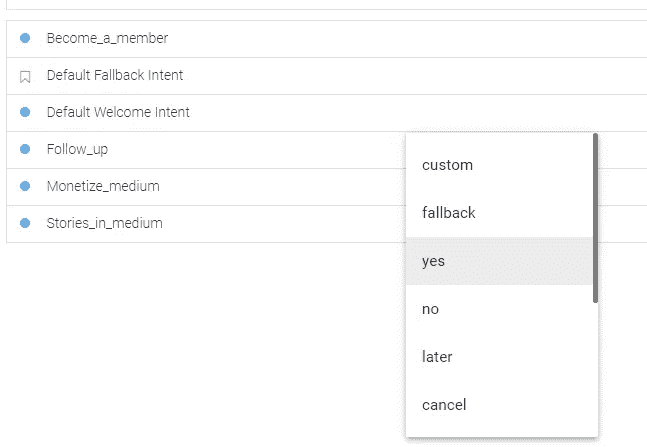 Become_a_member
Default Fallback Intent
Default Welcome Intent
Follow_up
Monetize_medium
Stories_in_medium
custom
fallback
yes
no
later
cancel